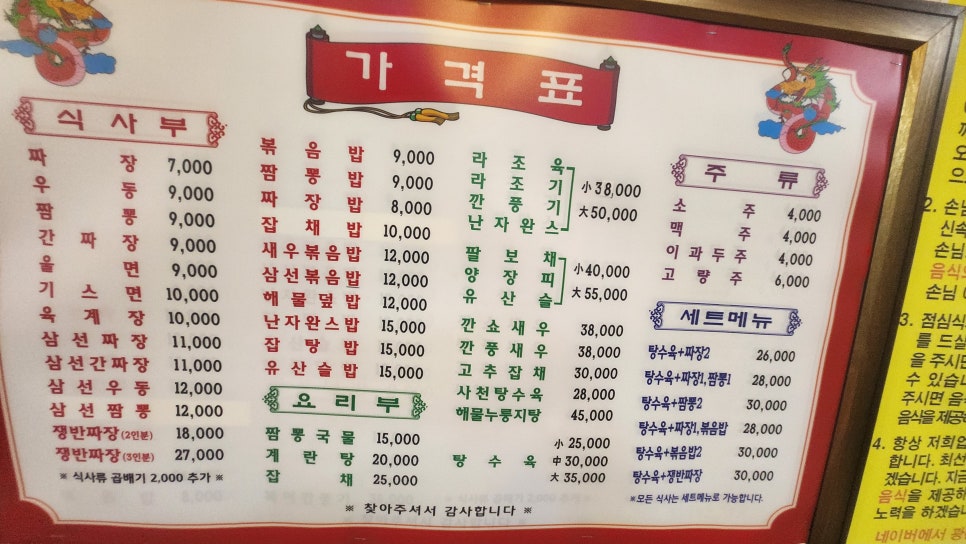 가격표
식사부
짜장 7,000
우동 9,000
짬뽕 9,000
간짜장 9,000
울면 9,000
기스면 10,000
육계장 10,000
삼선짜장 11,000
삼선간짜장 11,000
삼선우동 12,000
삼선짬뽕 12,000
쟁반짜장(2인분) 18,000
쟁반짜장(3인분) 27,000
※ 식사류 곱배기 2,000 추가 ※
볶음밥 9,000
짬뽕밥 9,000
짜장밥 8,000
잡채밥 10,000
새우볶음밥 12,000
삼선볶음밥 12,000
해물덮밥 12,000
난자완스밥 15,000
잡탕밥 15,000
유산슬밥 15,000
요리부
짬뽕국물 15,000
계란탕 20,000
잡채 25,000
라조육
라조기
깐풍기
난자완스
小 38,000
大 50,000
팔보채
양장피
유산슬
小 40,000
大 55,000
깐쇼새우 38,000
깐풍새우 38,000
고추잡채 30,000
사천탕수육 28,000
해물누룽지탕 45,000
탕수육
小 25,000
中 30,000
大 35,000
주류
소주 4,000
맥주 4,000
이과두주 4,000
고량주 6,000
세트메뉴
탕수육+짜장2 26,000
탕수육+짜장1,짬뽕1 28,000
탕수육+짬뽕2 30,000
탕수육+짜장1,볶음밥 28,000
탕수육+볶음밥2 30,000
탕수육+쟁반짜장 30,000
※모든 식사는 세트메뉴로 가능합니다.
※ 찾아주셔서 감사합니다 ※
2. 손님
신속
손님
음식
손님
3. 점심식
를 드실
을 주시면
수 있습니
주시면 음식
음식을 제공하
4. 항상 저희업
합니다. 최선
겠습니다. 지금
음식을 제공해
노력을 하겠습니
네이버에서 광